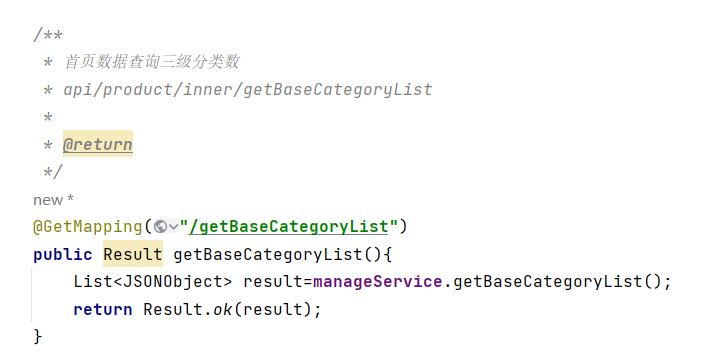 /**
* 首页数据查询三级分类数
* api/product/inner/getBaseCategoryList
*
* @return
*/
new *
@GetMapping("/getBaseCategoryList")
public Result getBaseCategoryList(){
List<JSONObject> result=manageService.getBaseCategoryList();
return Result.ok(result);
}